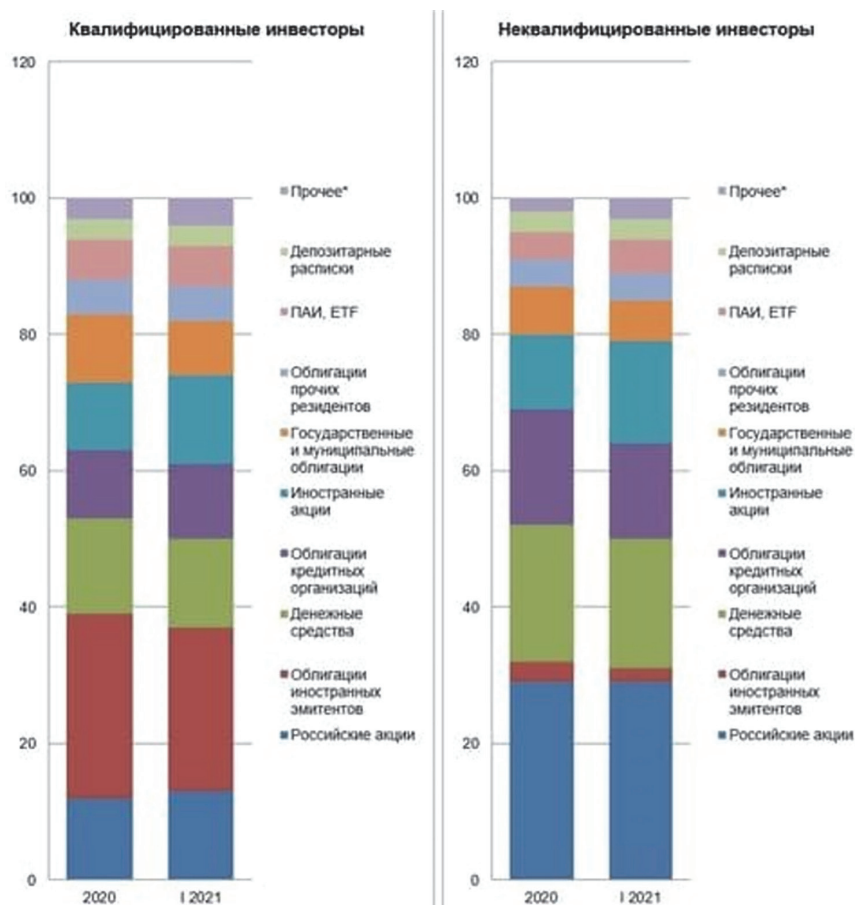 Квалифицированные инвесторы
120
100
80
60
40
20
0
2020
I 2021
Прочее*
Депозитарные
расписки
ПАИ, ETF
Облигации
прочих
резидентов
Государственные
и муниципальные
облигации
Иностранные
акции
Облигации
кредитных
организаций
Денежные
средства
Облигации
иностранных
эмитентов
Российские акции
Неквалифицированные инвесторы
120
100
80
60
40
20
0
2020
I 2021
Прочее*
Депозитарные
расписки
ПАИ, ETF
Облигации
прочих
резидентов
Государственные
и муниципальные
облигации
Иностранные
акции
Облигации
кредитных
организаций
Денежные
средства
Облигации
иностранных
эмитентов
Российские акции